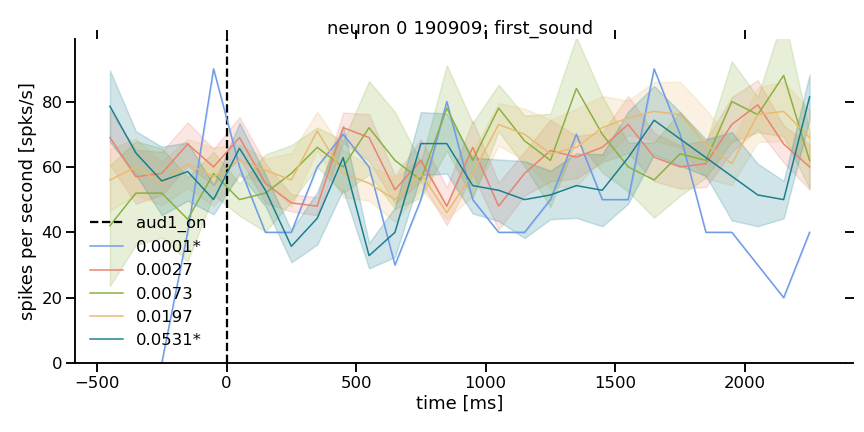 neuron 0 190909: first_sound
spikes per second [spks/s]
80
60
40
20
0
aud1_on
0.0001*
0.0027
0.0073
0.0197
0.0531*
−500 0 500 1000 1500 2000
time [ms]